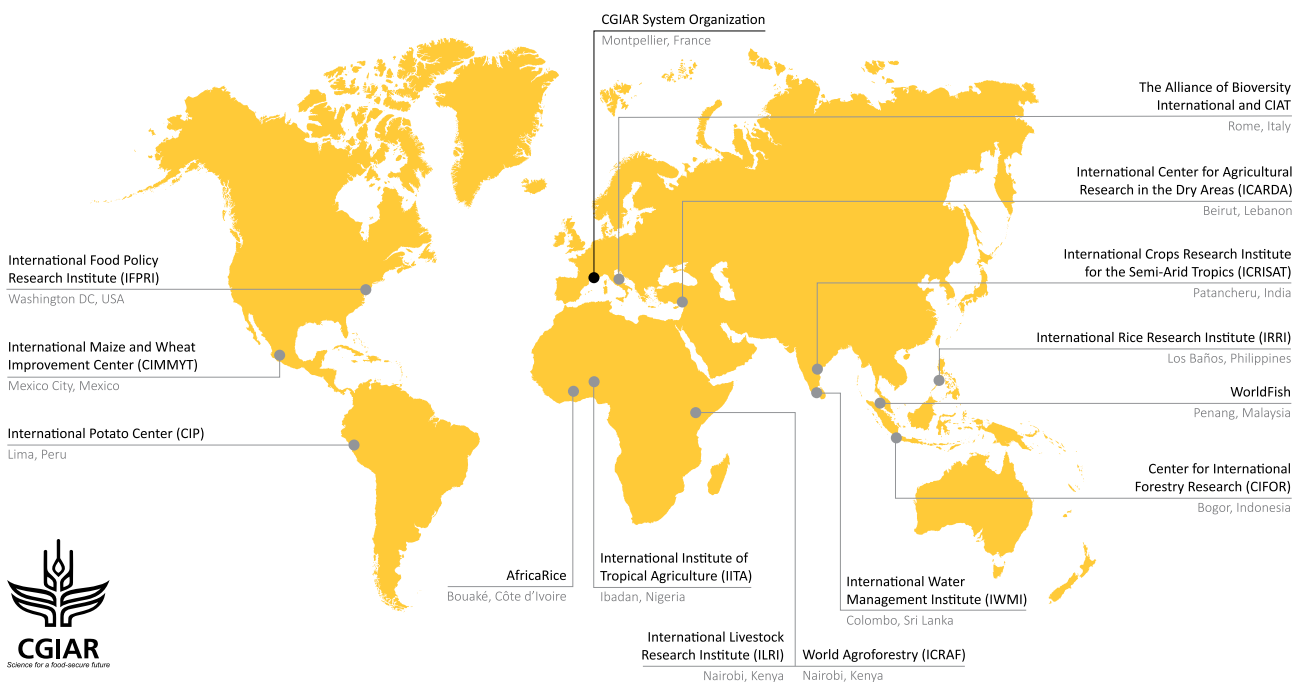 CGIAR System Organization
Montpellier, France
The Alliance of Bioversity
International and CIAT
Rome, Italy
International Center for Agricultural
Research in the Dry Areas (ICARDA)
Beirut, Lebanon
International Crops Research Institute
for the Semi-Arid Tropics (ICRISAT)
Patancheru, India
International Rice Research Institute (IRRI)
Los Baños, Philippines
WorldFish
Penang, Malaysia
Center for International
Forestry Research (CIFOR)
Bogor, Indonesia
International Food Policy
Research Institute (IFPRI)
Washington DC, USA
International Maize and Wheat
Improvement Center (CIMMYT)
Mexico City, Mexico
International Potato Center (CIP)
Lima, Peru
AfricaRice
Bouaké, Côte d’Ivoire
International Institute of
Tropical Agriculture (IITA)
Ibadan, Nigeria
International Water
Management Institute (IWMI)
Colombo, Sri Lanka
International Livestock
Research Institute (ILRI)
Nairobi, Kenya
World Agroforestry (ICRAF)
Nairobi, Kenya
CGIAR
Science for a food-secure future